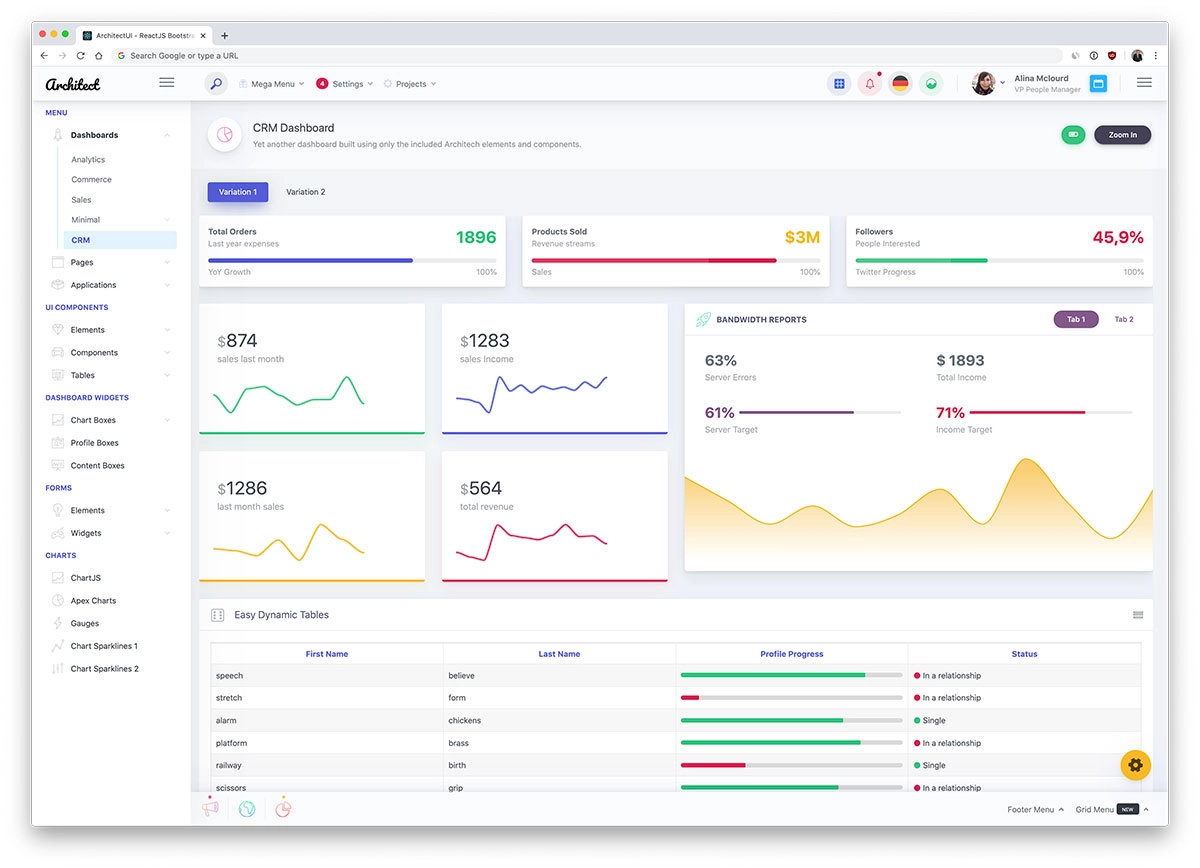 ArchitectUI - ReactJS Bootstr
Search Google or type a URL
Architect
Mega Menu
4 Settings
Projects
Alina Mclourd
VP People Manager
MENU
Dashboards
Analytics
Commerce
Sales
Minimal
CRM
Pages
Applications
UI COMPONENTS
Elements
Components
Tables
DASHBOARD WIDGETS
Chart Boxes
Profile Boxes
Content Boxes
FORMS
Elements
Widgets
CHARTS
ChartJS
Apex Charts
Gauges
Chart Sparklines 1
Chart Sparklines 2
CRM Dashboard
Yet another dashboard built using only the included Architech elements and components.
Zoom In
Variation 1
Variation 2
Total Orders
Last year expenses
1896
YoY Growth
100%
Products Sold
Revenue streams
$3M
Sales
100%
Followers
People Interested
45,9%
Twitter Progress
100%
$874
sales last month
$1283
sales Income
$1286
last month sales
$564
total revenue
BANDWIDTH REPORTS
Tab 1
Tab 2
63%
Server Errors
$ 1893
Total Income
61%
Server Target
71%
Income Target
Easy Dynamic Tables
First Name Last Name Profile Progress Status
speech believe In a relationship
stretch form In a relationship
alarm chickens Single
platform brass In a relationship
railway birth Single
scissors grip In a relationship
Footer Menu
Grid Menu NEW